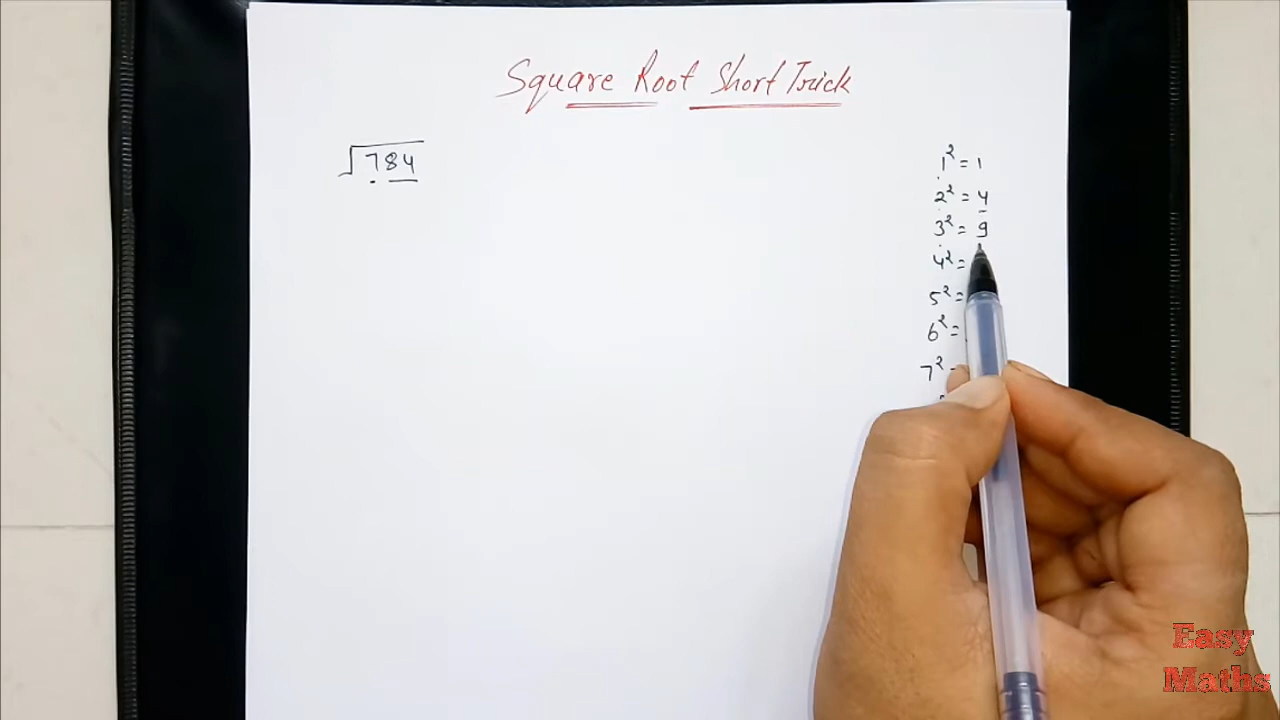 Square Root Short Trick
√784
1² = 1
2² = 4
3² = 9
4² =
5² =
6² =
7² =
Easy
Maths